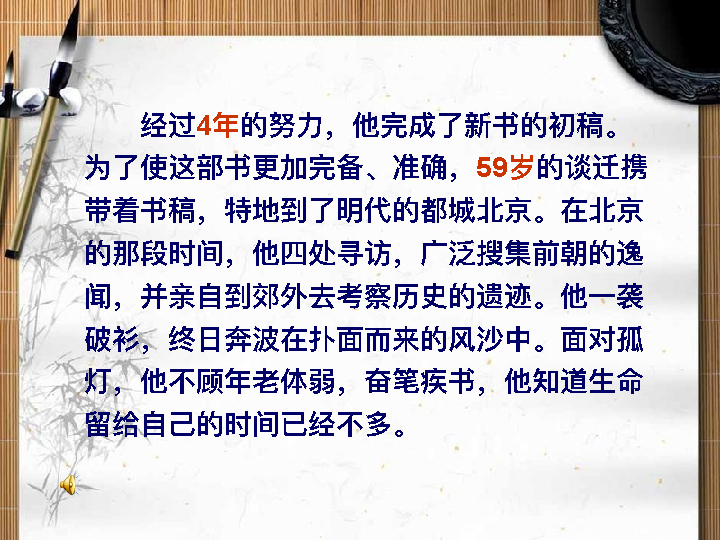 经过4年的努力，他完成了新书的初稿。
为了使这部书更加完备、准确，59岁的谈迁携
带着书稿，特地到了明代的都城北京。在北京
的那段时间，他四处寻访，广泛搜集前朝的逸
闻，并亲自到郊外去考察历史的遗迹。他一袭
破衫，终日奔波在扑面而来的风沙中。面对孤
灯，他不顾年老体弱，奋笔疾书，他知道生命
留给自己的时间已经不多。